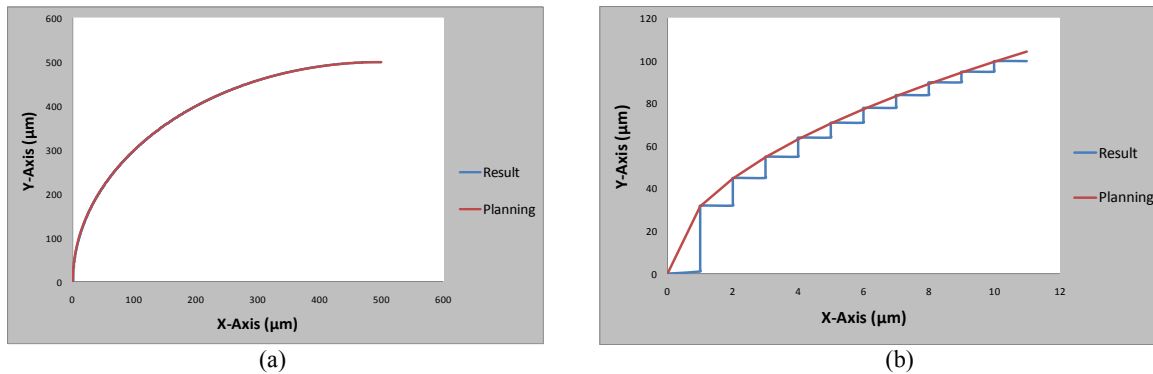 600
500
400
300
200
100
0
Y-Axis (μm)
0 100 200 300 400 500 600
X-Axis (μm)
Result
Planning
(a)
120
100
80
60
40
20
0
Y-Axis (μm)
0 2 4 6 8 10 12
X-Axis (μm)
Result
Planning
(b)